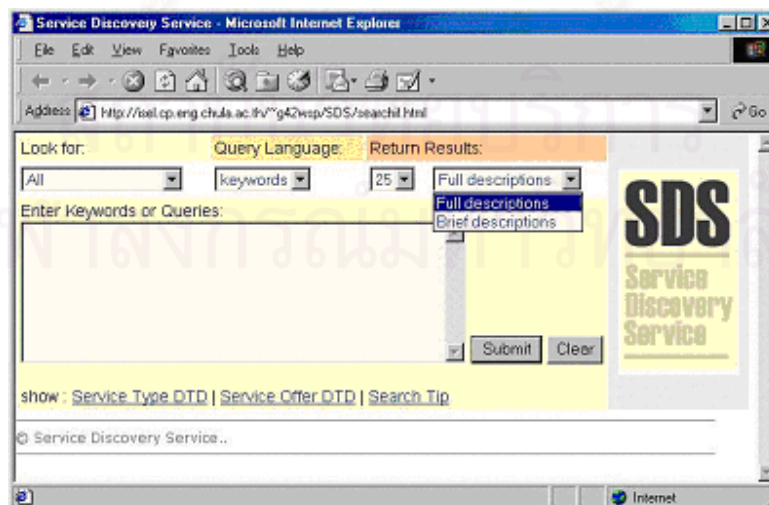 Service Discovery Service - Microsoft Internet Explorer
File Edit View Favorites Tools Help
Address http://isel.cp.eng.chula.ac.th/~g42wsp/SDS/searchil.html Go
Look for: Query Language: Return Results:
All keywords 25 Full descriptions
Full descriptions
Brief descriptions
Enter Keywords or Queries:
SDS
Service
Discovery
Service
Submit Clear
show : Service Type DTD | Service Offer DTD | Search Tip
© Service Discovery Service..
Internet